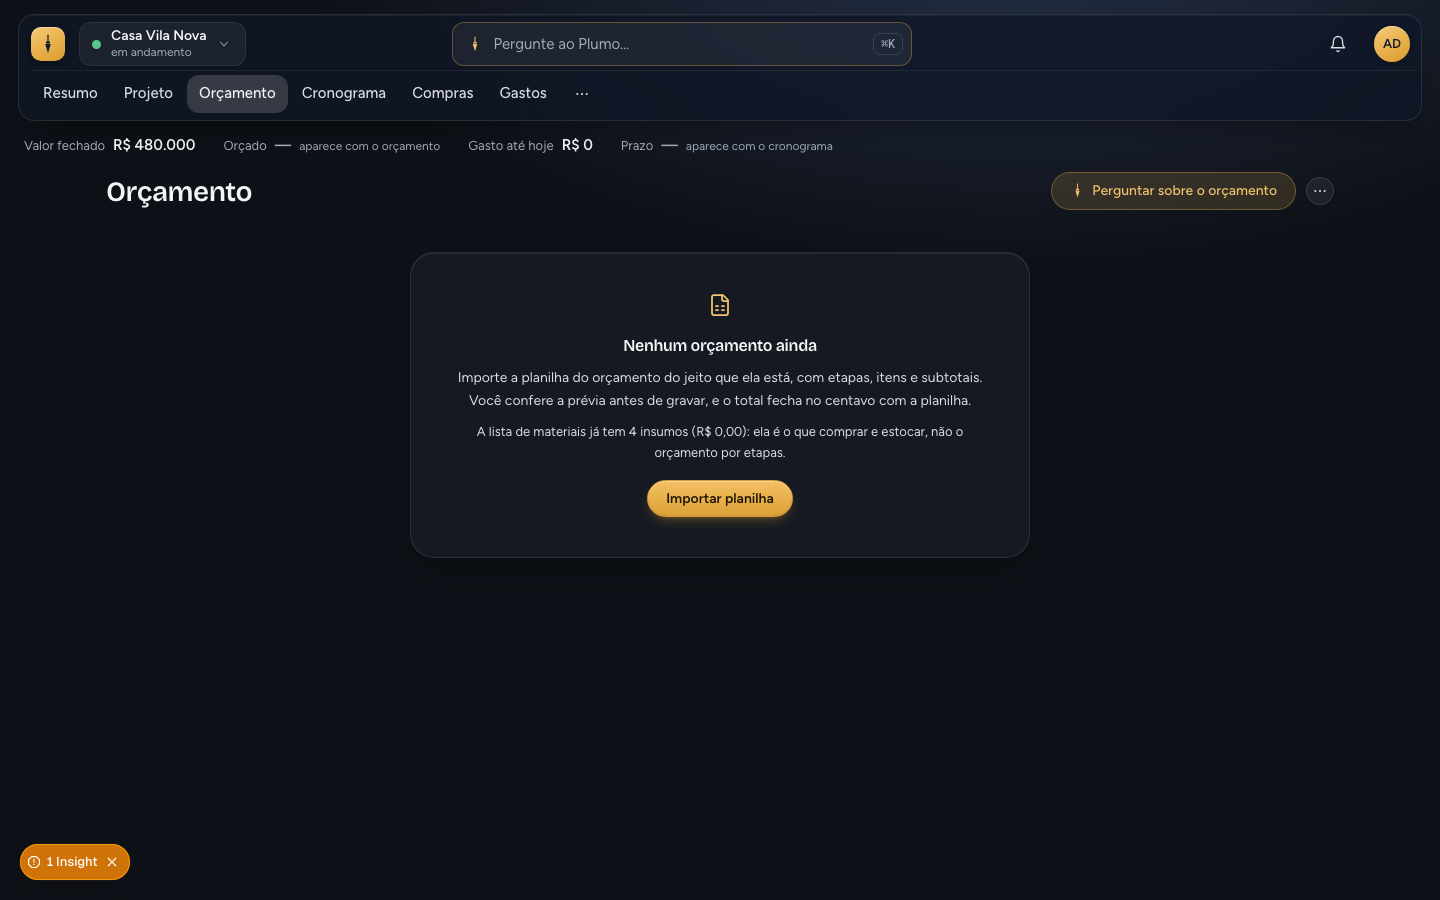 Casa Vila Nova
em andamento
Pergunte ao Plumo...
⌘K
AD
Resumo Projeto Orçamento Cronograma Compras Gastos ...
Valor fechado R$ 480.000 Orçado — aparece com o orçamento Gasto até hoje R$ 0 Prazo — aparece com o cronograma
Orçamento
Perguntar sobre o orçamento
...
Nenhum orçamento ainda
Importe a planilha do orçamento do jeito que ela está, com etapas, itens e subtotais.
Você confere a prévia antes de gravar, e o total fecha no centavo com a planilha.
A lista de materiais já tem 4 insumos (R$ 0,00): ela é o que comprar e estocar, não o
orçamento por etapas.
Importar planilha
1 Insight